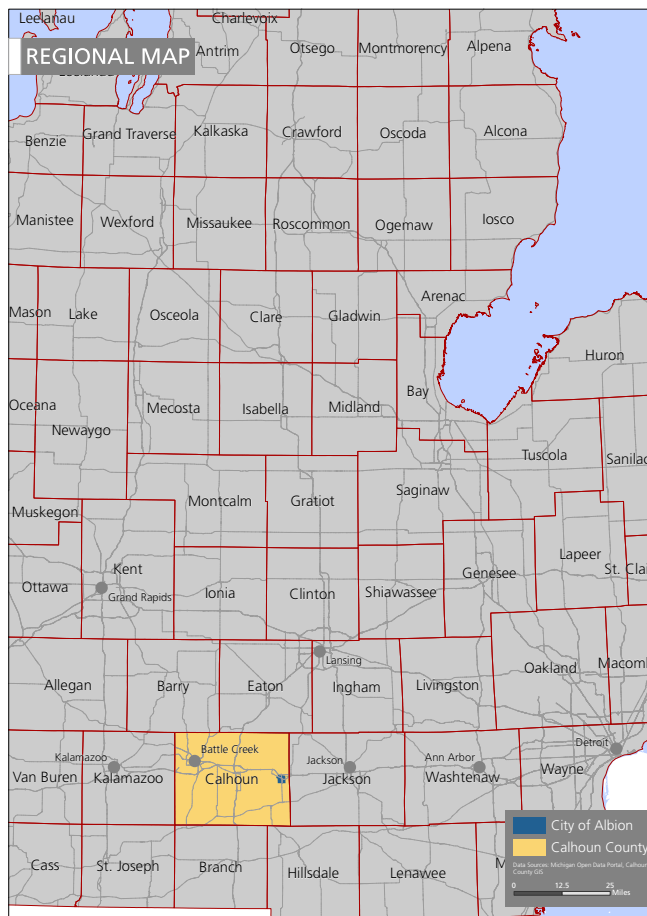 Leelanau
Charlevoix
REGIONAL MAP
Antrim
Otsego
Montmorency
Alpena
Benzie
Grand Traverse
Kalkaska
Crawford
Oscoda
Alcona
Manistee
Wexford
Missaukee
Roscommon
Ogemaw
Iosco
Arenac
Mason
Lake
Osceola
Clare
Gladwin
Huron
Oceana
Newaygo
Mecosta
Isabella
Midland
Bay
Tuscola
Sanilac
Muskegon
Montcalm
Gratiot
Saginaw
Lapeer
St. Clai
Kent
Genesee
Ottawa
Grand Rapids
Ionia
Clinton
Shiawassee
Lansing
Oakland
Macomb
Allegan
Barry
Eaton
Ingham
Livingston
Detroit
Battle Creek
Kalamazoo
Jackson
Ann Arbor
Van Buren
Kalamazoo
Calhoun
Jackson
Washtenaw
Wayne
City of Albion
Calhoun County
Data Sources: Michigan Open Data Portal, Calhoun
County GIS
0 12.5 25
Miles
Cass
St. Joseph
Branch
Hillsdale
Lenawee
M